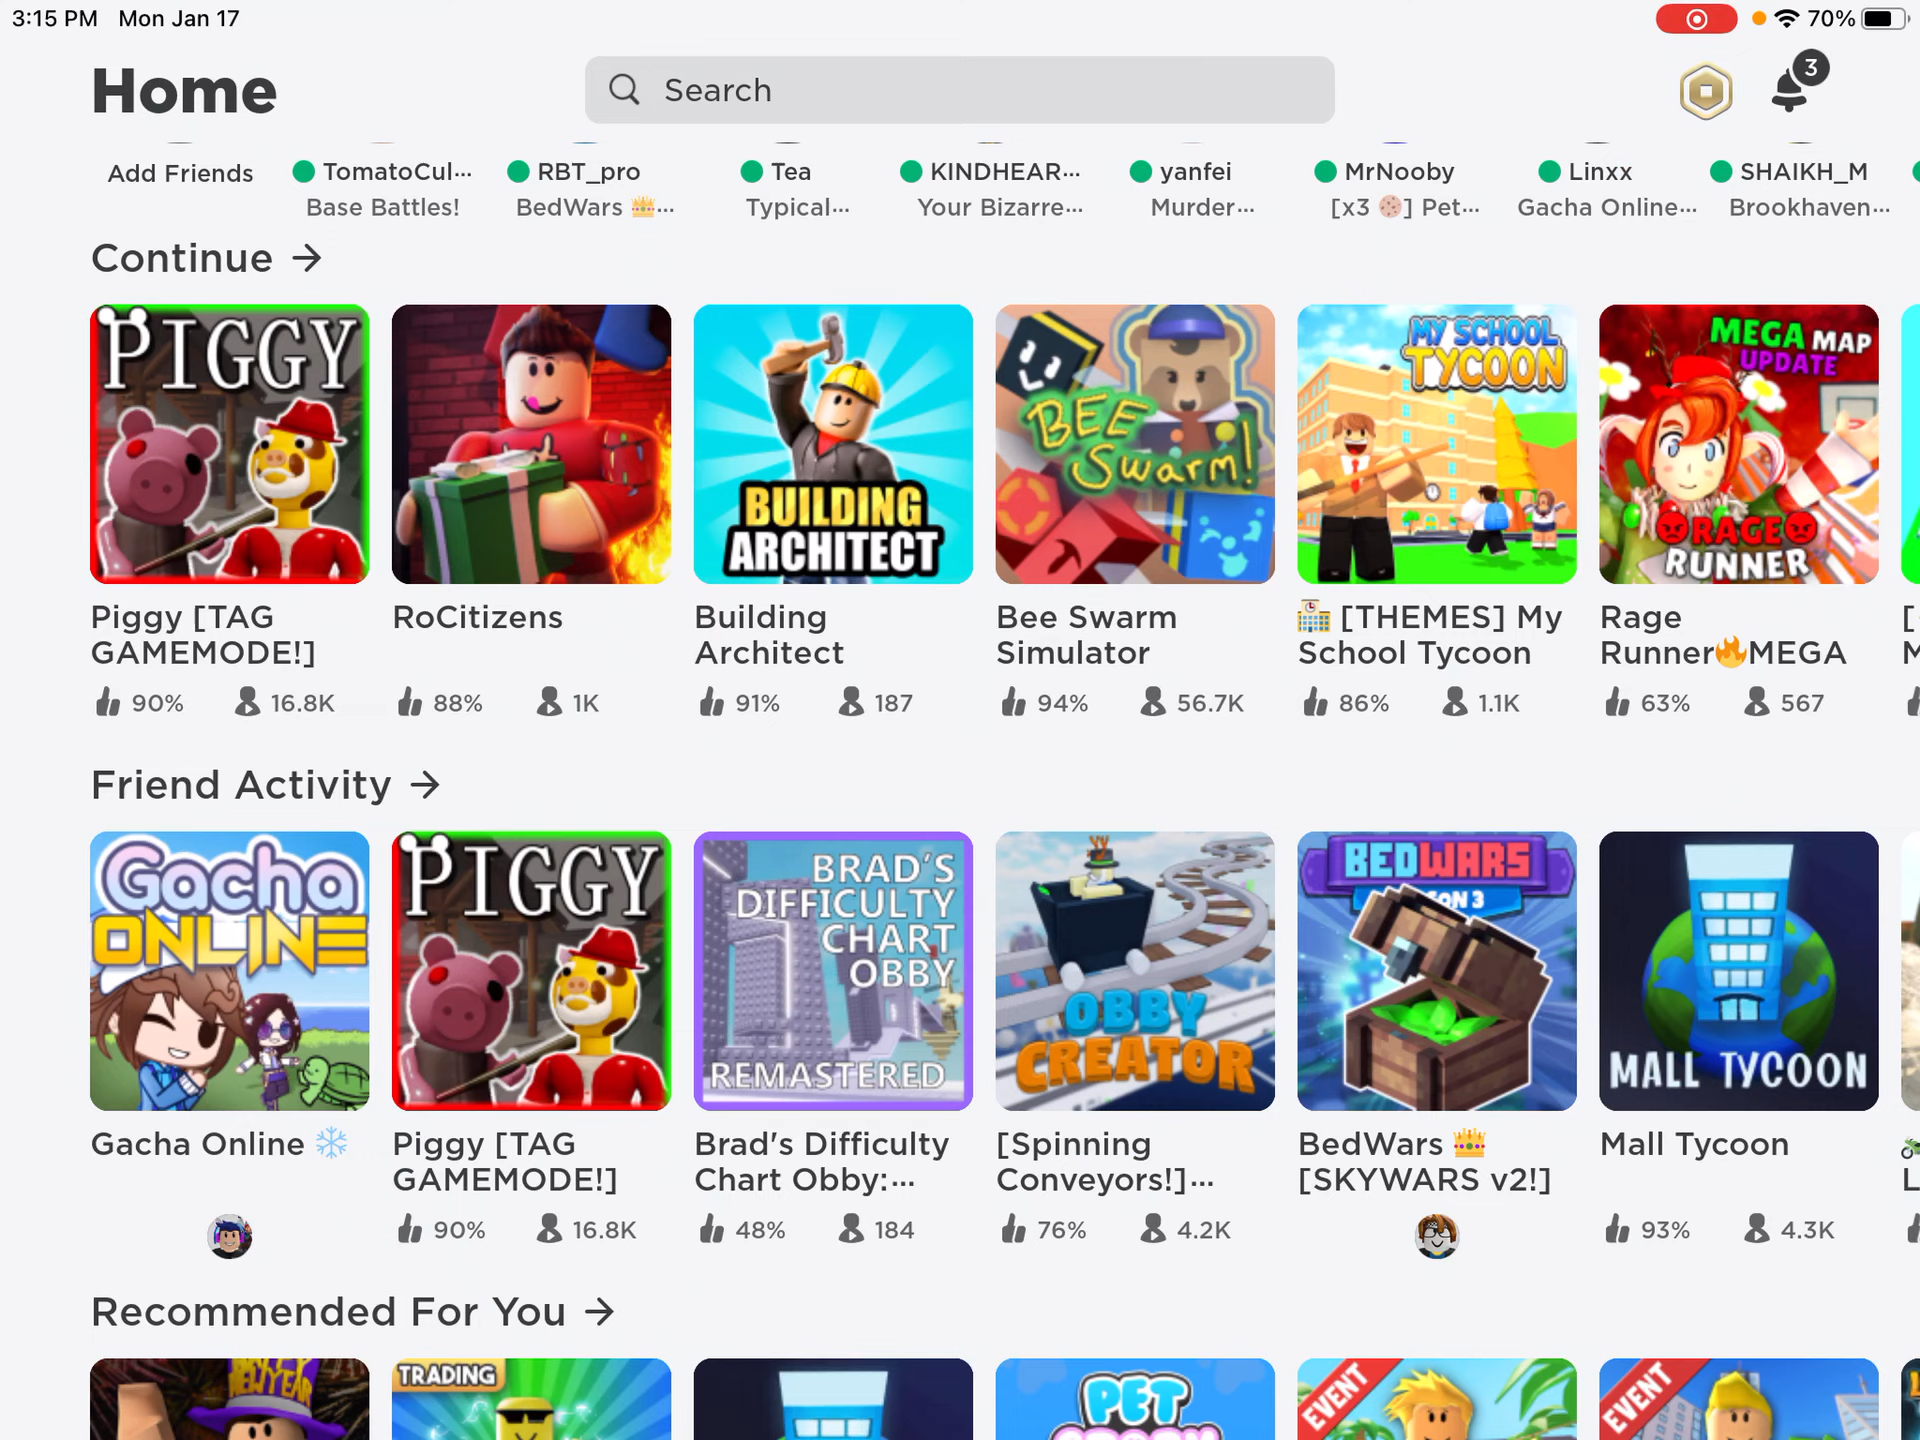 3:15 PM Mon Jan 17
70%
Home
Search
3
Add Friends
TomatoCul...
RBT_pro
Tea
KINDHEAR...
yanfei
MrNooby
Linxx
SHAIKH_M
Base Battles!
BedWars 👑...
Typical...
Your Bizarre...
Murder...
[x3 🍪] Pet...
Gacha Online...
Brookhaven...
Continue →
PIGGY
BUILDING
ARCHITECT
BEE
Swarm!
MY SCHOOL
TYCOON
MEGA MAP
UPDATE
RAGE
RUNNER
Piggy [TAG
GAMEMODE!]
RoCitizens
Building
Architect
Bee Swarm
Simulator
🏫 [THEMES] My
School Tycoon
Rage
Runner🔥MEGA
90% 16.8K
88% 1K
91% 187
94% 56.7K
86% 1.1K
63% 567
Friend Activity →
Gacha
ONLINE
PIGGY
BRAD'S
DIFFICULTY
CHART
OBBY
REMASTERED
OBBY
CREATOR
BEDWARS
ON 3
MALL TYCOON
Gacha Online ❄️
Piggy [TAG
GAMEMODE!]
Brad's Difficulty
Chart Obby:...
[Spinning
Conveyors!]...
BedWars 👑
[SKYWARS v2!]
Mall Tycoon
90% 16.8K
48% 184
76% 4.2K
93% 4.3K
Recommended For You →
NEW YEAR
TRADING
PET
EVENT
EVENT